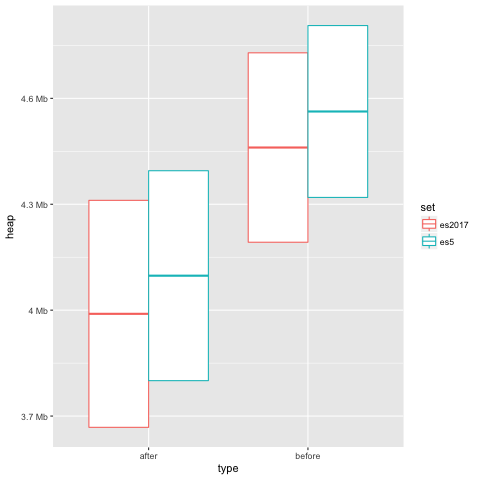 heap
4.6 Mb
4.3 Mb
4 Mb
3.7 Mb
after
before
type
set
es2017
es5